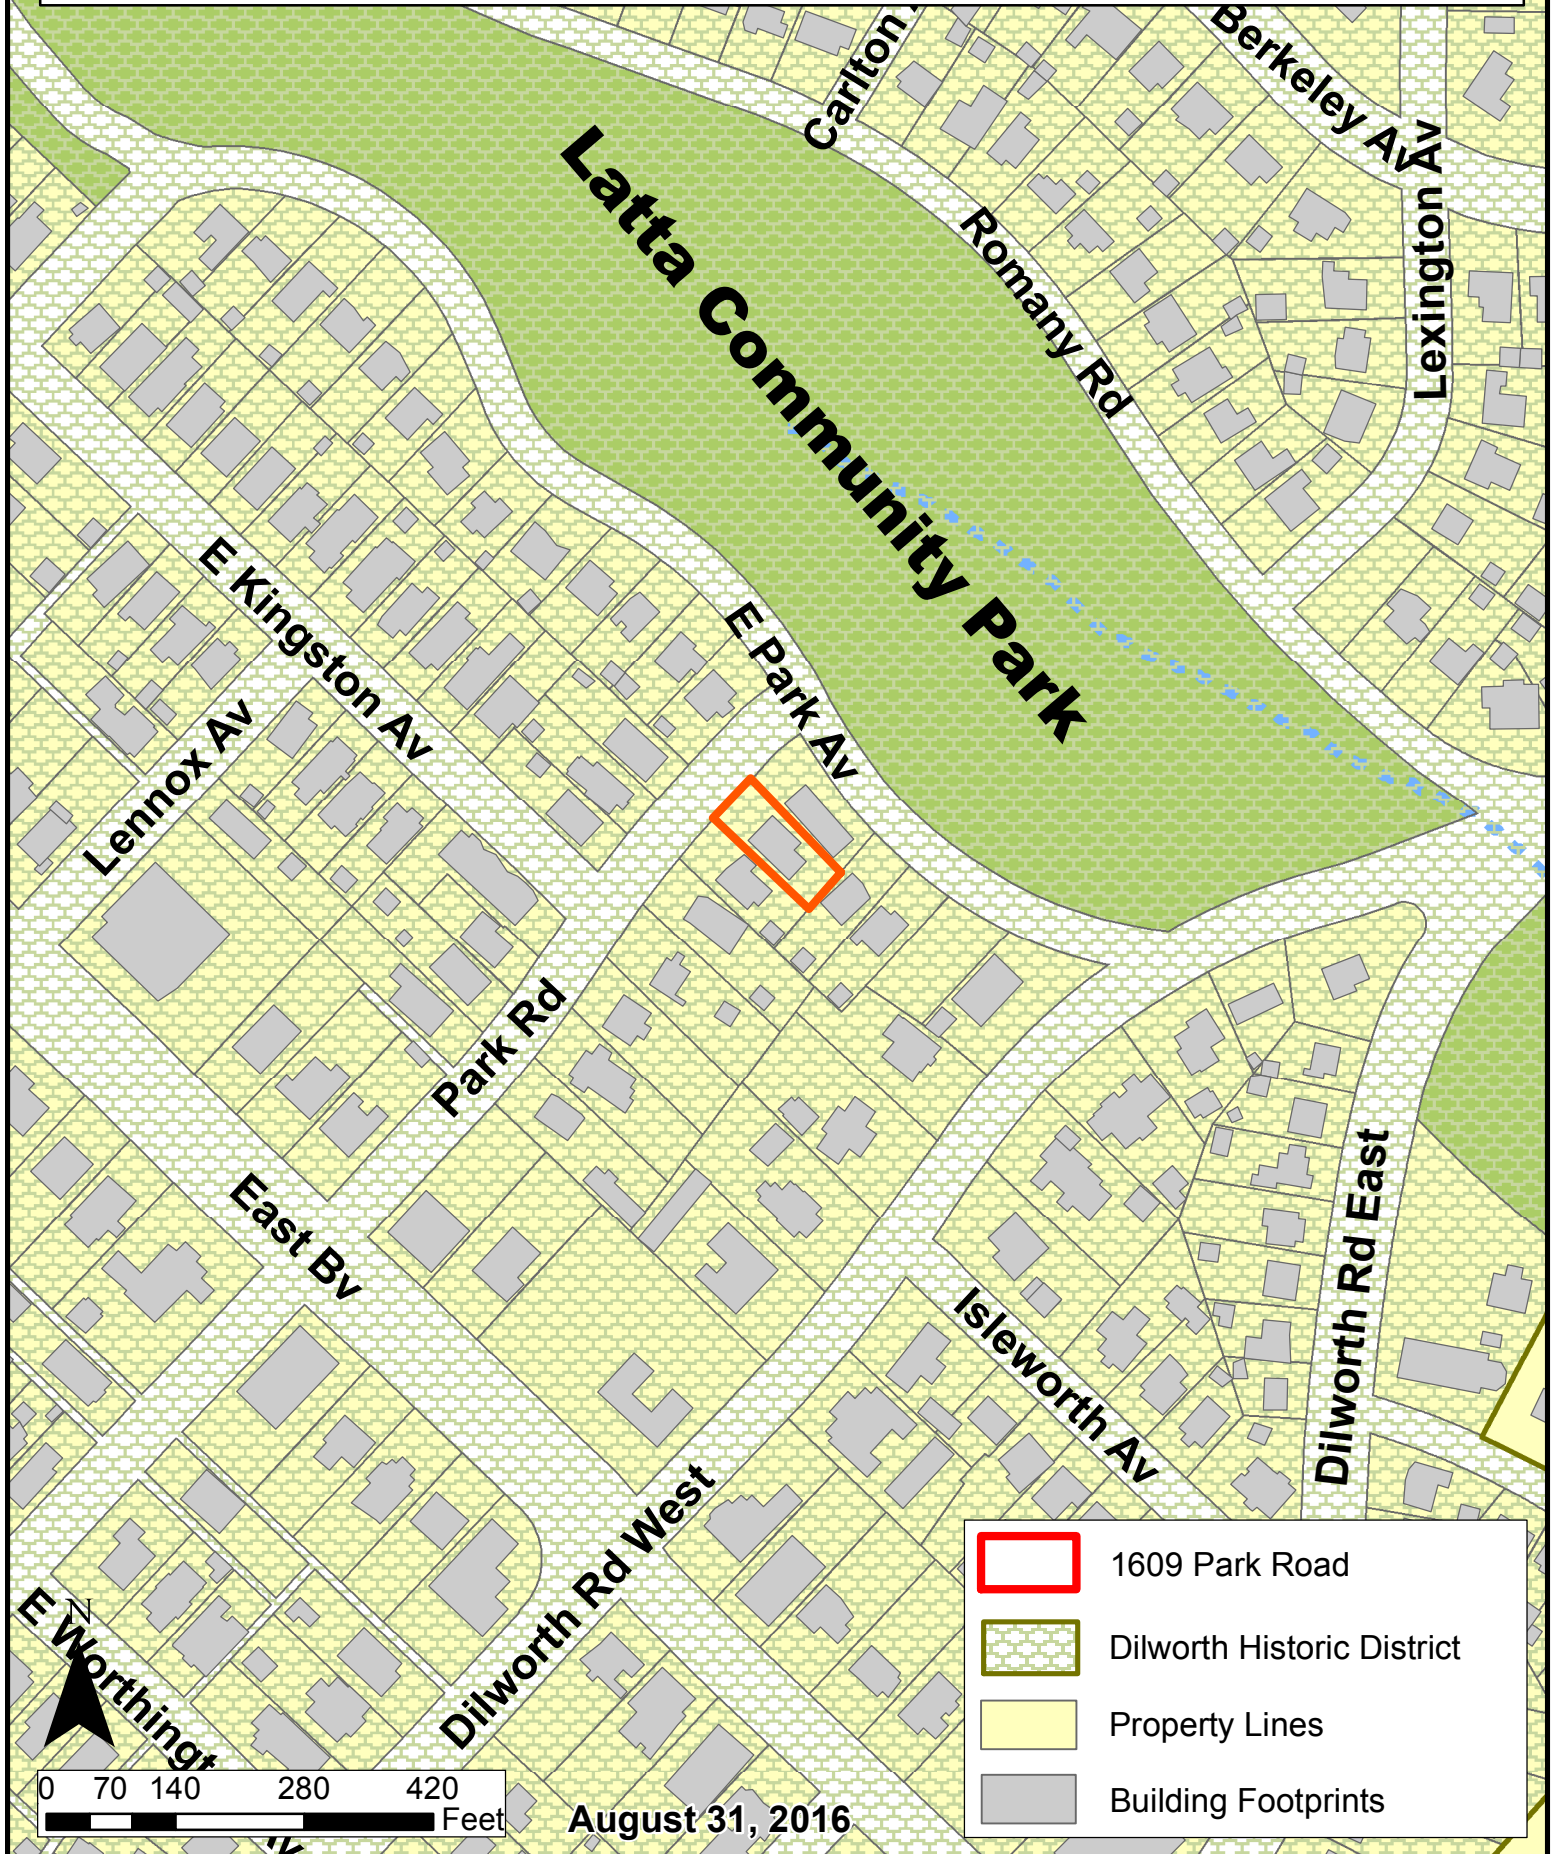 Carlton
Berkeley Av
Lexington Av
Latta Community Park
Romany Rd
E Kingston Av
E Park Av
Lennox Av
Park Rd
East Bv
Isleworth Av
Dilworth Rd East
Dilworth Rd West
E Worthingt
N
0 70 140 280 420
Feet
August 31, 2016
1609 Park Road
Dilworth Historic District
Property Lines
Building Footprints